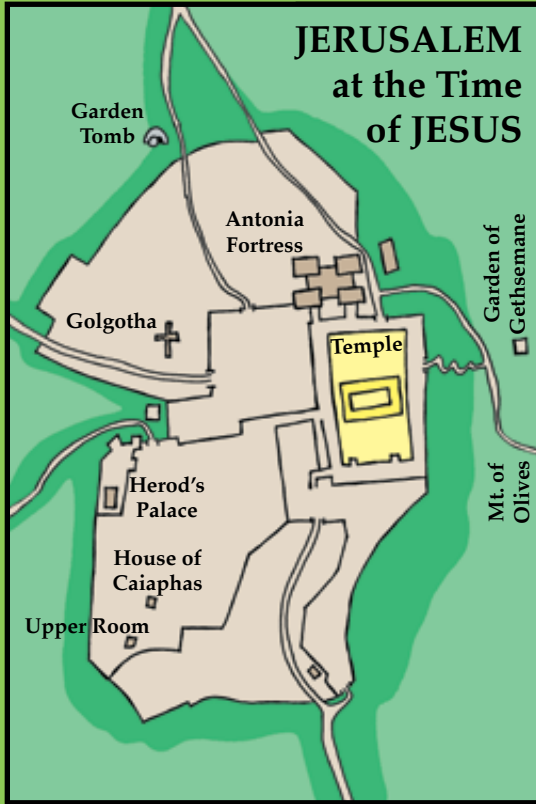 JERUSALEM
at the Time
of JESUS
Garden
Tomb
Antonia
Fortress
Garden of
Gethsemane
Golgotha
Temple
Mt. of
Olives
Herod's
Palace
House of
Caiaphas
Upper Room